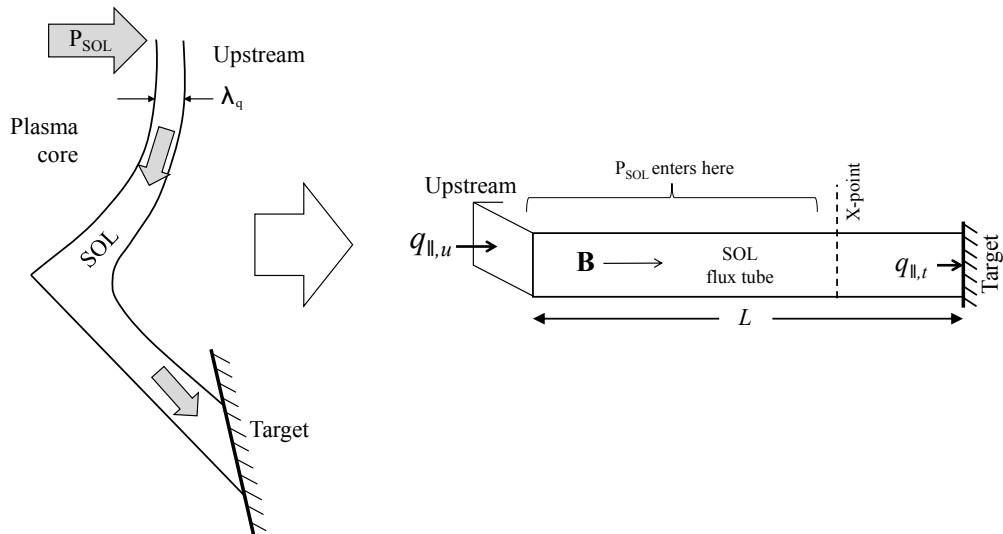 P_SOL
Upstream
λ_q
Plasma
core
SOL
Target
P_SOL enters here
Upstream
X-point
q_∥,u
B
SOL
flux tube
q_∥,t
Target
L